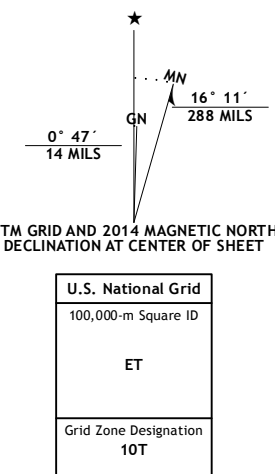 ★
MN
GN
16° 11´
288 MILS
0° 47´
14 MILS
TM GRID AND 2014 MAGNETIC NORTH
DECLINATION AT CENTER OF SHEET
U.S. National Grid
100,000-m Square ID
ET
Grid Zone Designation
10T